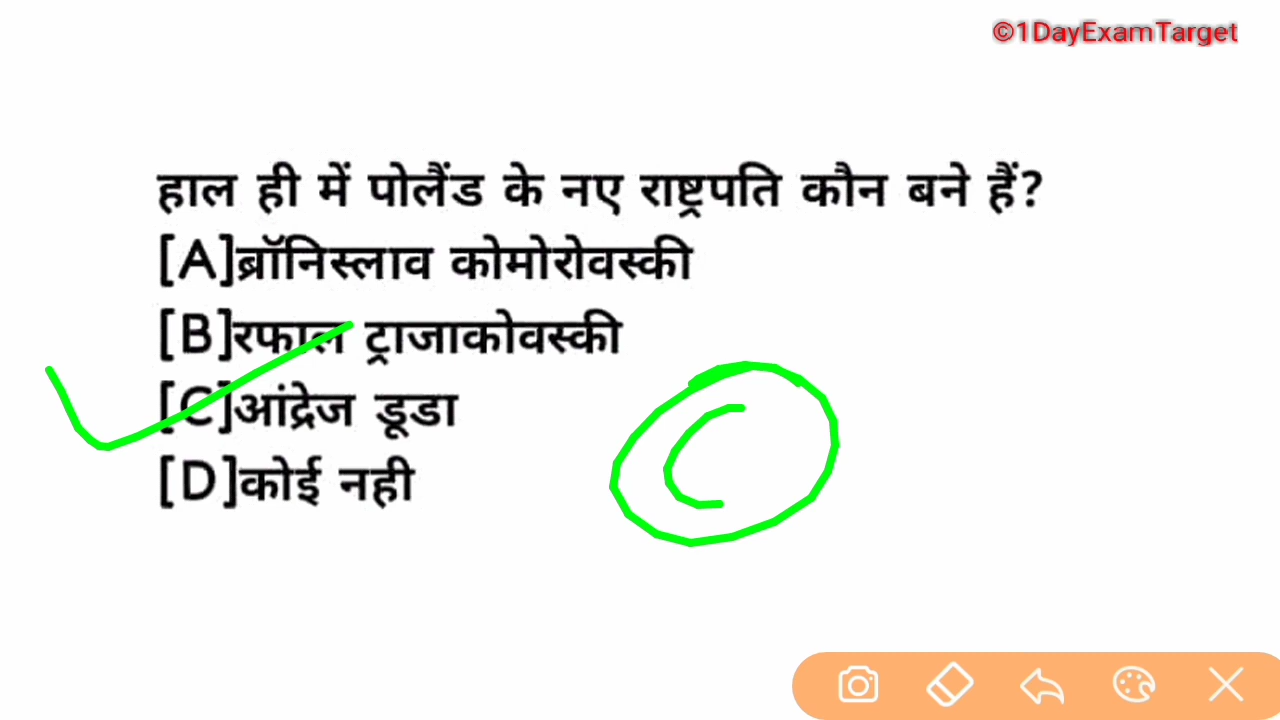 ©1DayExamTarget
हाल ही में पोलैंड के नए राष्ट्रपति कौन बने हैं?
[A]ब्रॉनिस्लाव कोमोरोवस्की
[B]रफाल ट्राजाकोवस्की
[C]आंद्रेज डूडा
[D]कोई नही
C